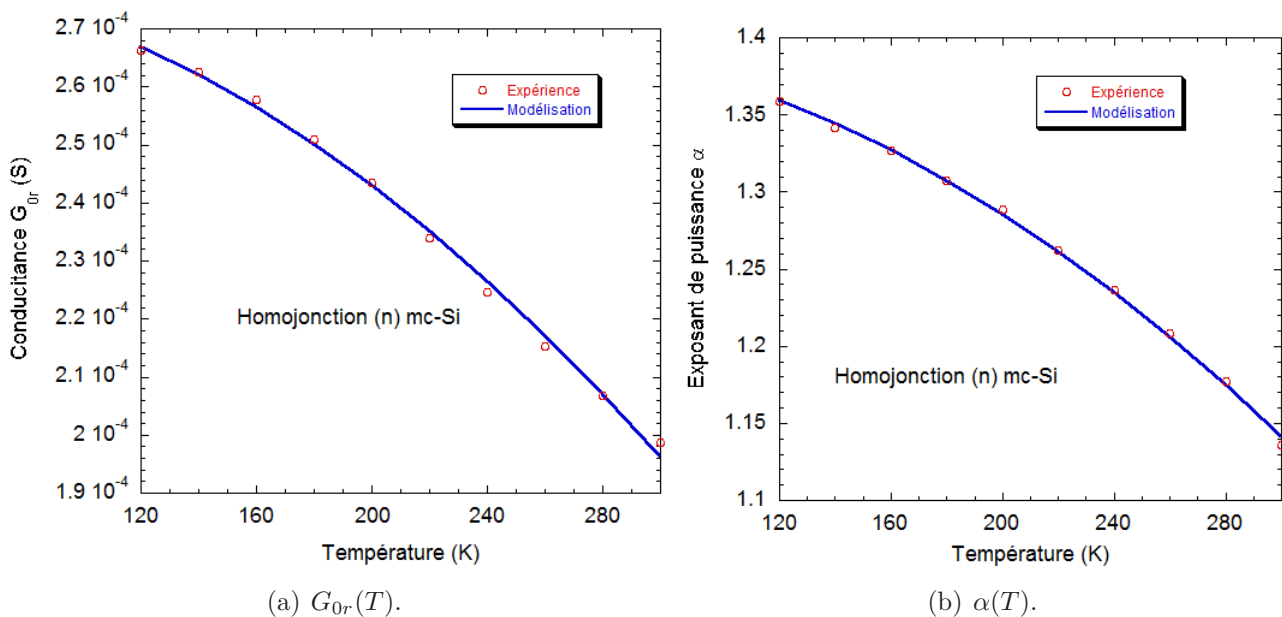 Conducitance G0r (S)
2.7 10-4
2.6 10-4
2.5 10-4
2.4 10-4
2.3 10-4
2.2 10-4
2.1 10-4
2 10-4
1.9 10-4
Expérience
Modélisation
Homojonction (n) mc-Si
120 160 200 240 280
Température (K)
(a) G0r(T).
Exposant de puissance α
1.4
1.35
1.3
1.25
1.2
1.15
1.1
Expérience
Modélisation
Homojonction (n) mc-Si
120 160 200 240 280
Température (K)
(b) α(T).